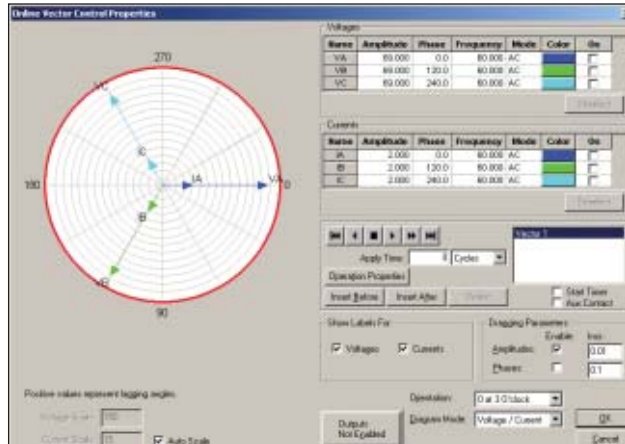 Online Vector Control Properties
270
VC
IC
180
IA
VA
0
IB
VB
90
Positive values represent lagging angles.
Voltage Scale: 150
Current Scale: 15
Auto Scale
Voltages
Name Amplitude Phase Frequency Mode Color On
VA 69.000 0.0 60.000 AC
VB 69.000 120.0 60.000 AC
VC 69.000 240.0 60.000 AC
Currents
Name Amplitude Phase Frequency Mode Color On
IA 2.000 0.0 60.000 AC
IB 2.000 120.0 60.000 AC
IC 2.000 240.0 60.000 AC
Vector 1
Apply Time: Cycles
Operation Properties
Insert Before Insert After Delete
Start Timer
Aux Contact
Show Labels For
Voltages Currents
Dragging Parameters
Enable
Amplitudes: 0.01
Phases: 0.1
Orientation: 0 at 3 O'clock
Outputs Not Enabled
Diagram Mode: Voltage / Current
OK
Cancel